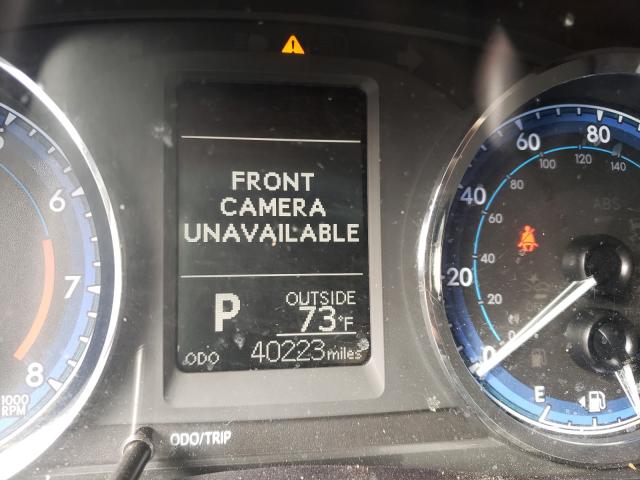 FRONT
CAMERA
UNAVAILABLE
P
OUTSIDE
73°F
ODO 40223 miles
ODO/TRIP
6
7
8
1000
RPM
0
20
40
60
80
20
40
60
80
100
120
140
ABS
E